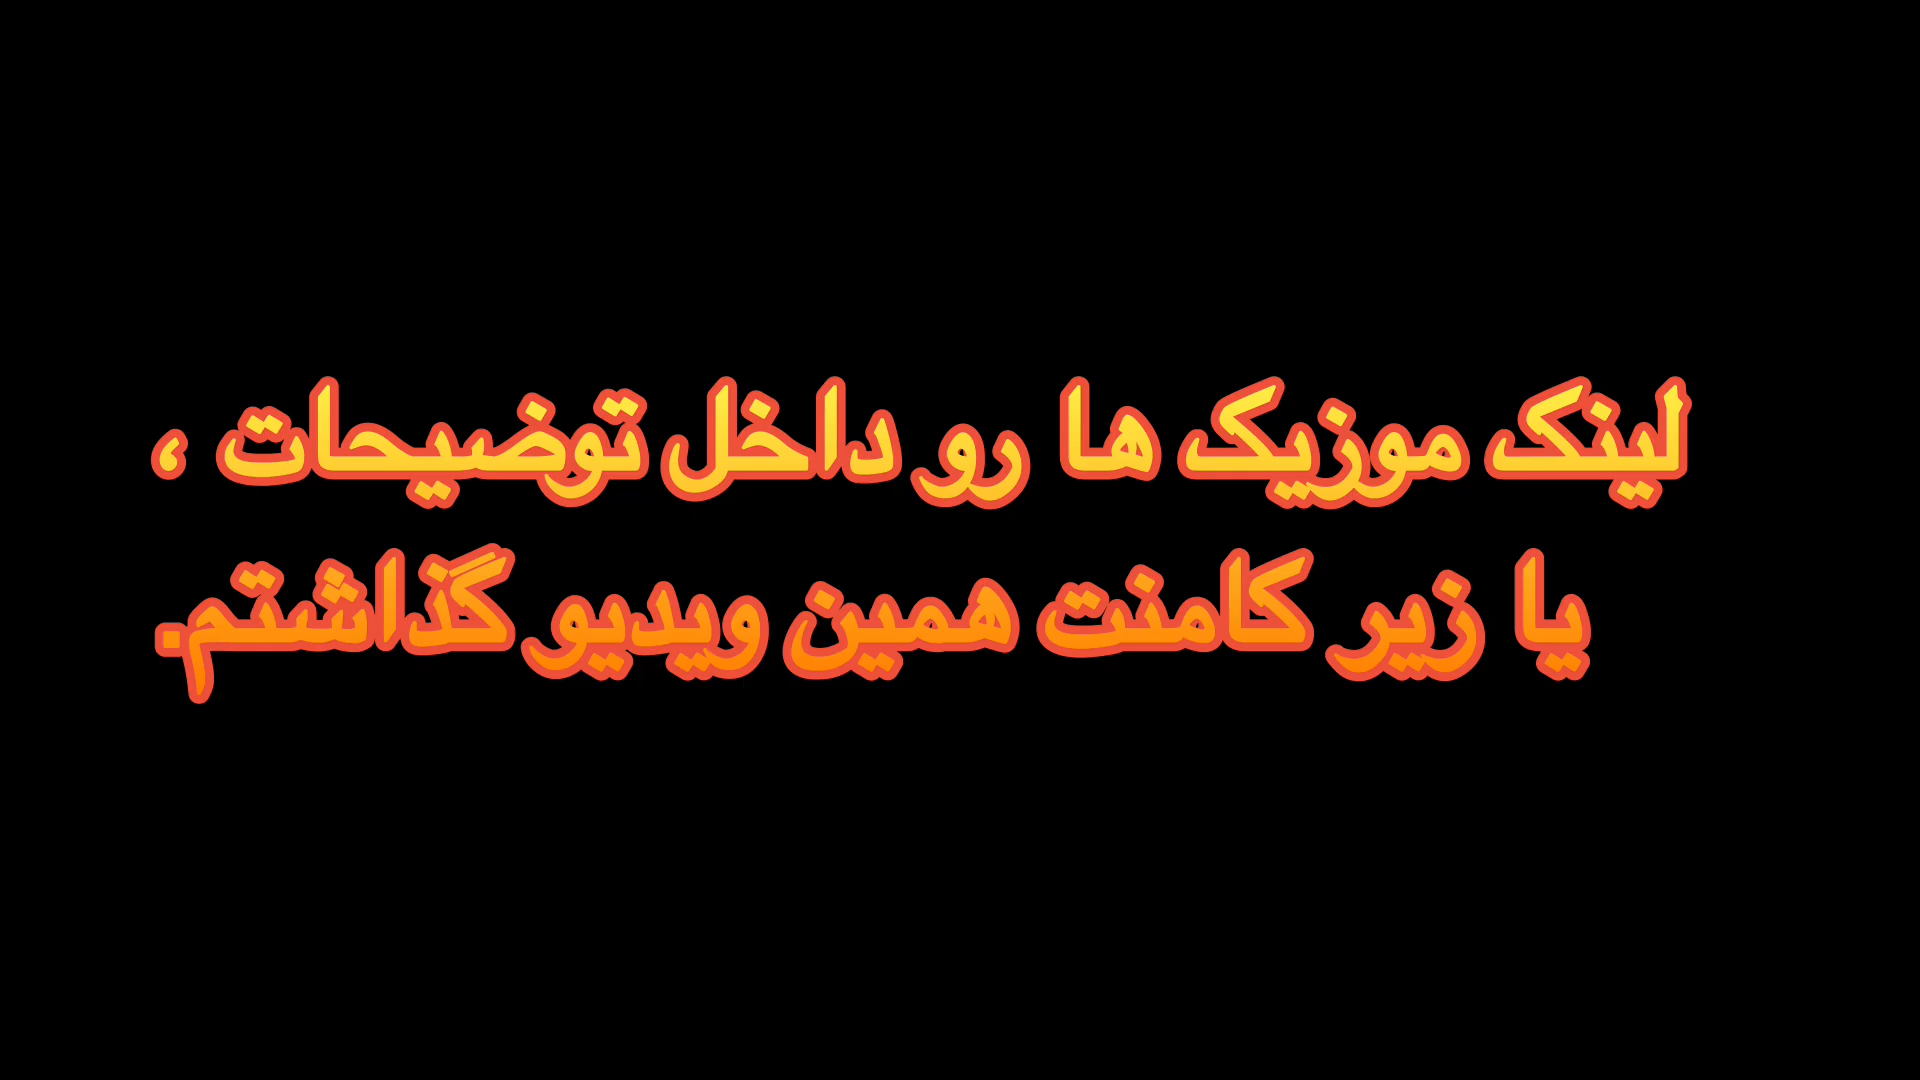 لینک موزیک ها رو داخل توضیحات ،
یا زیر کامنت همین ویدیو گذاشتم.